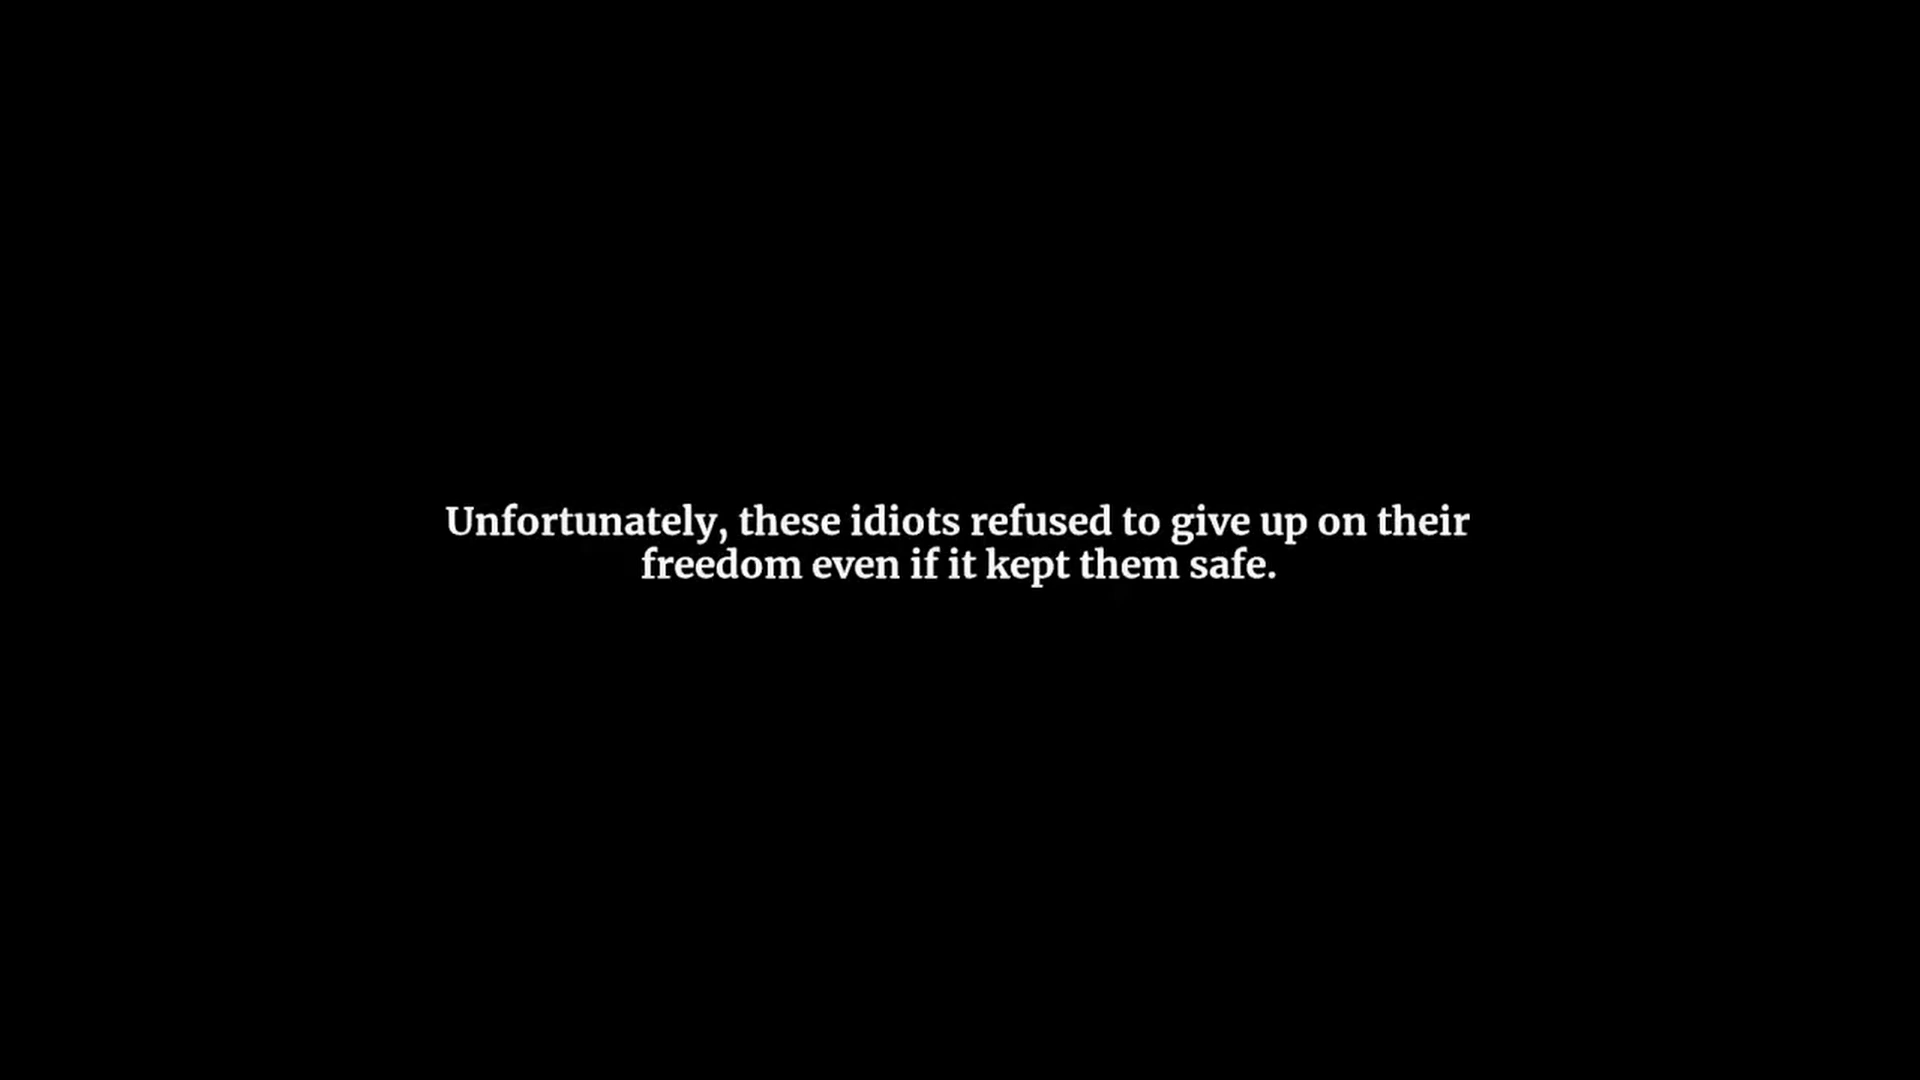 Unfortunately, these idiots refused to give up on their
freedom even if it kept them safe.